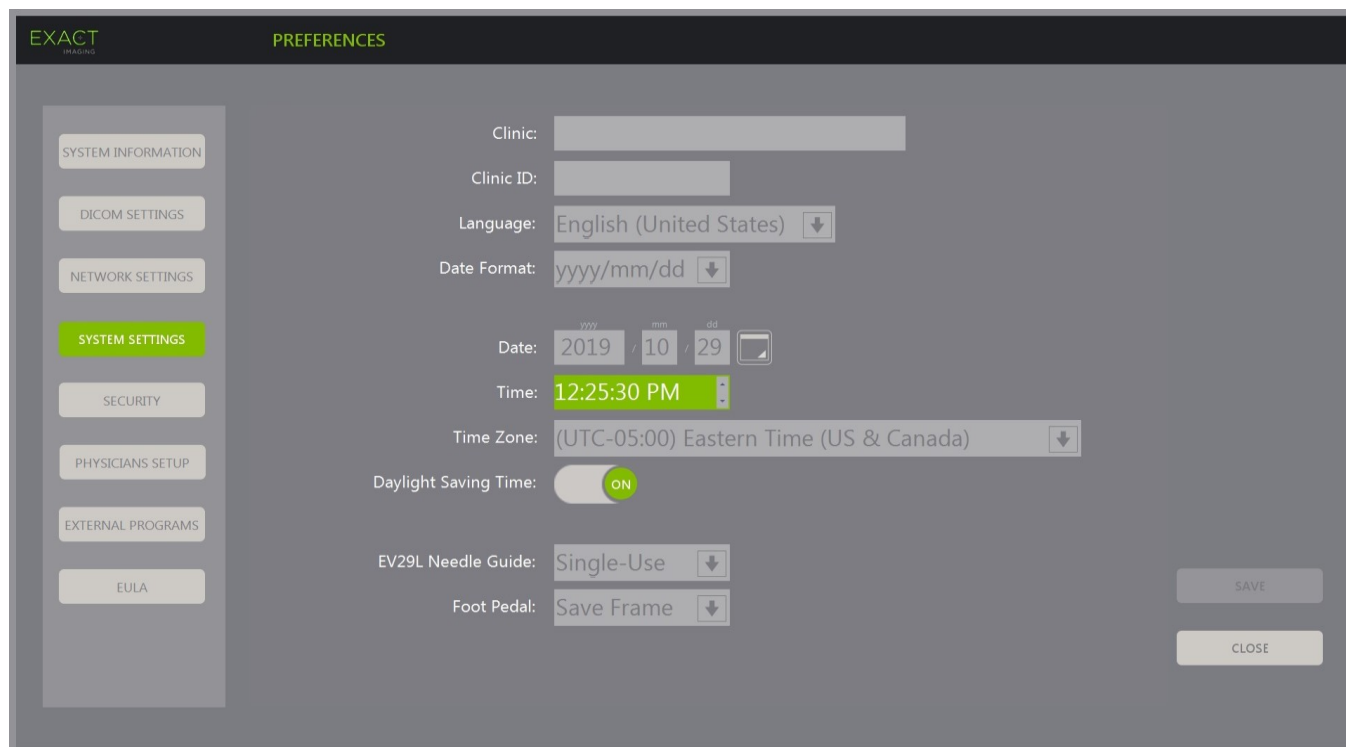 EXACT
IMAGING
PREFERENCES
SYSTEM INFORMATION
DICOM SETTINGS
NETWORK SETTINGS
SYSTEM SETTINGS
SECURITY
PHYSICIANS SETUP
EXTERNAL PROGRAMS
EULA
Clinic:
Clinic ID:
Language: English (United States)
Date Format: yyyy/mm/dd
yyyy mm dd
Date: 2019 / 10 / 29
Time: 12:25:30 PM
Time Zone: (UTC-05:00) Eastern Time (US & Canada)
Daylight Saving Time: ON
EV29L Needle Guide: Single-Use
Foot Pedal: Save Frame
SAVE
CLOSE